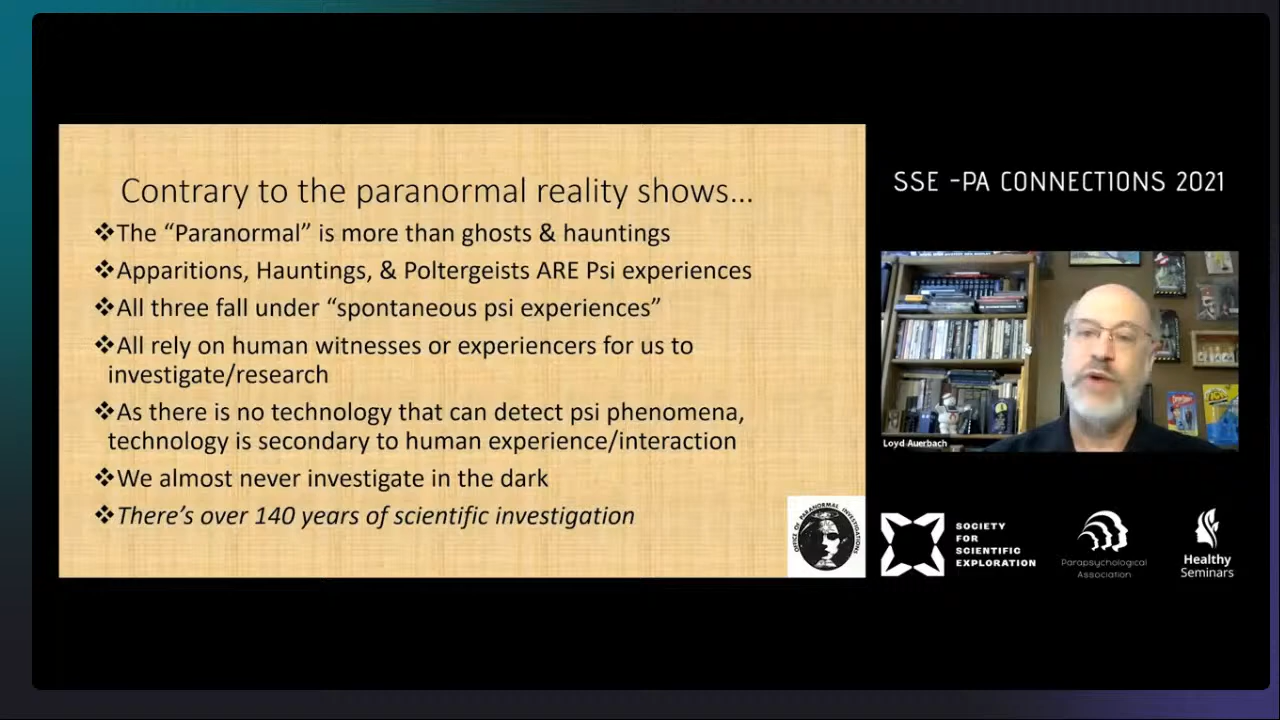 Contrary to the paranormal reality shows...
❖The “Paranormal” is more than ghosts & hauntings
❖Apparitions, Hauntings, & Poltergeists ARE Psi experiences
❖All three fall under “spontaneous psi experiences”
❖All rely on human witnesses or experiencers for us to
investigate/research
❖As there is no technology that can detect psi phenomena,
technology is secondary to human experience/interaction
❖We almost never investigate in the dark
❖There’s over 140 years of scientific investigation
OFFICE OF PARANORMAL INVESTIGATIONS
SSE -PA CONNECTIONS 2021
Loyd Auerbach
SOCIETY
FOR
SCIENTIFIC
EXPLORATION
Parapsychological
Association
Healthy
Seminars